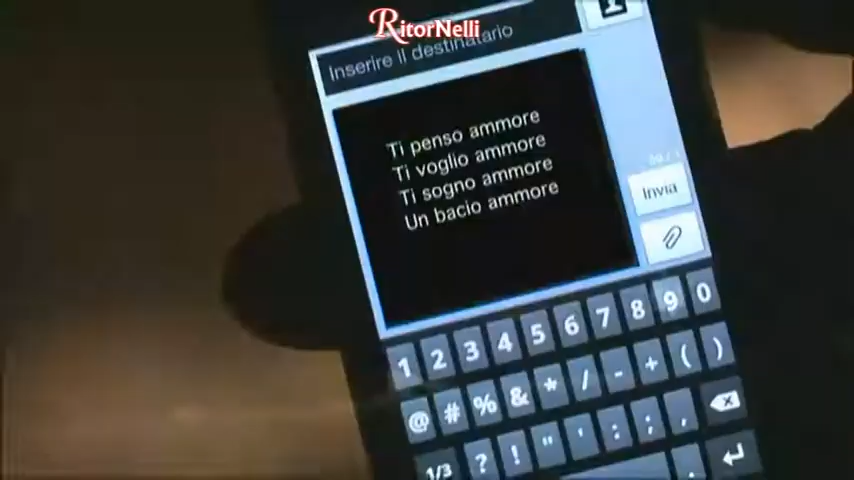 RitorNelli
Inserire il destinatario
1
Ti penso ammore
Ti voglio ammore
Ti sogno ammore
Un bacio ammore
Invia
1 2 3 4 5 6 7 8 9 0
@ # % & * / - + ( )
1/3 ? ! " ' : ; , .